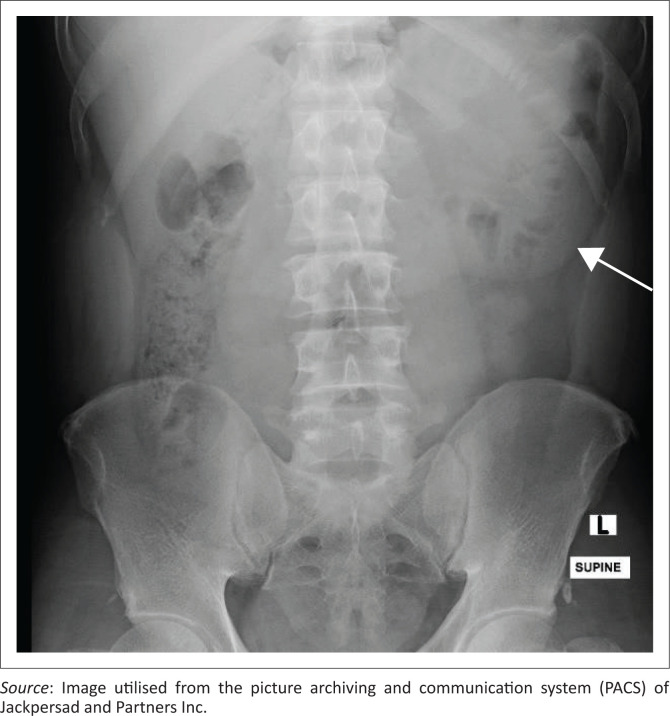 L
SUPINE
Source: Image utilised from the picture archiving and communication system (PACS) of
Jackpersad and Partners Inc.